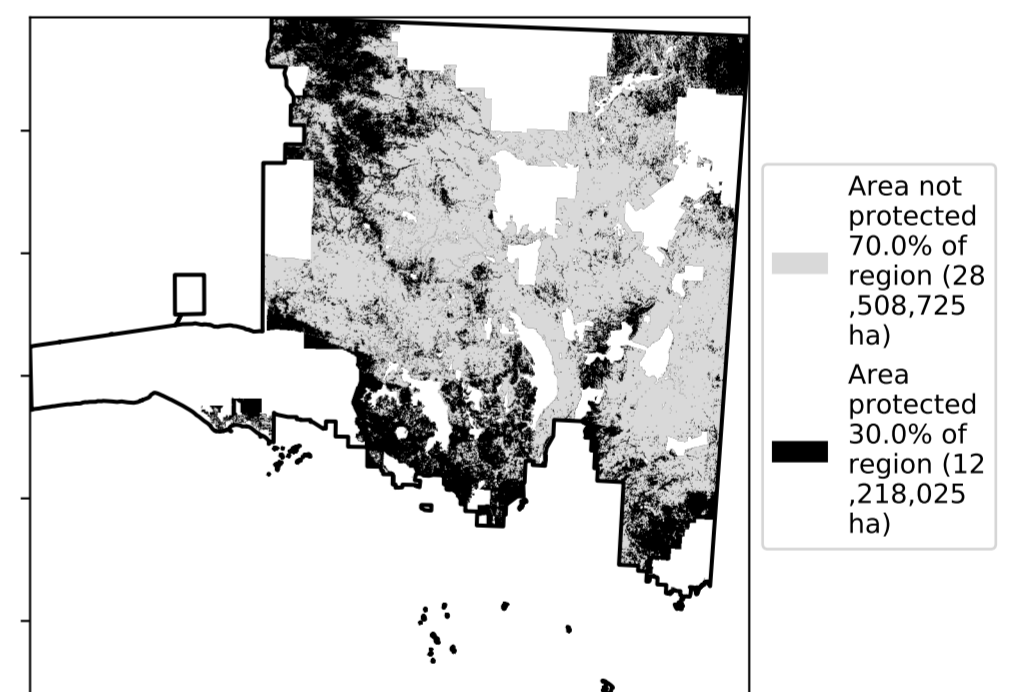 Area not
protected
70.0% of
region (28
,508,725
ha)
Area
protected
30.0% of
region (12
,218,025
ha)